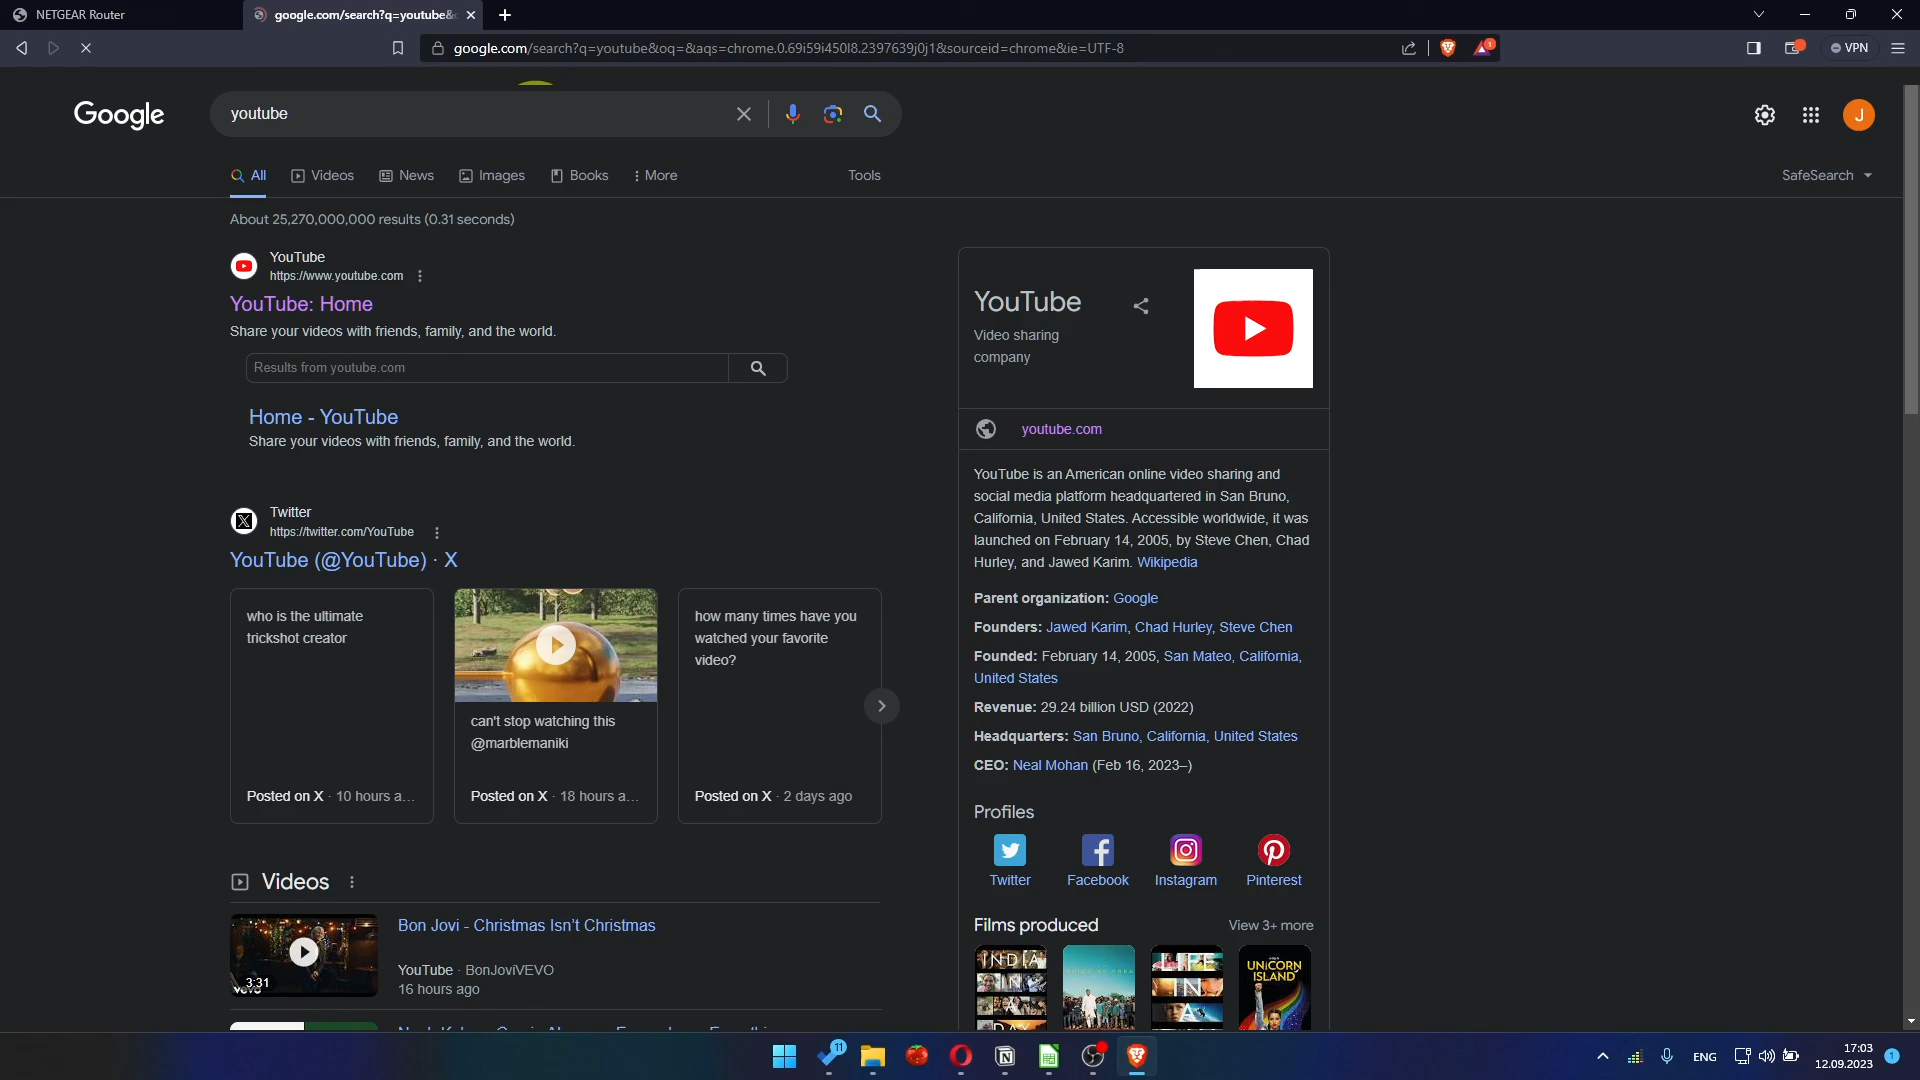 NETGEAR Router
google.com/search?q=youtube&
google.com/search?q=youtube&oq=&aqs=chrome.0.69i59i450l8.2397639j0j1&sourceid=chrome&ie=UTF-8
1
VPN
Google
youtube
J
All
Videos
News
Images
Books
More
Tools
SafeSearch
About 25,270,000,000 results (0.31 seconds)
YouTube
https://www.youtube.com
YouTube: Home
Share your videos with friends, family, and the world.
Results from youtube.com
Home - YouTube
Share your videos with friends, family, and the world.
Twitter
https://twitter.com/YouTube
YouTube (@YouTube) · X
who is the ultimate
trickshot creator
Posted on X · 10 hours a...
can't stop watching this
@marblemaniki
Posted on X · 18 hours a...
how many times have you
watched your favorite
video?
Posted on X · 2 days ago
Videos
3:31
vevo
Bon Jovi - Christmas Isn't Christmas
YouTube · BonJoviVEVO
16 hours ago
YouTube
Video sharing
company
youtube.com
YouTube is an American online video sharing and
social media platform headquartered in San Bruno,
California, United States. Accessible worldwide, it was
launched on February 14, 2005, by Steve Chen, Chad
Hurley, and Jawed Karim. Wikipedia
Parent organization: Google
Founders: Jawed Karim, Chad Hurley, Steve Chen
Founded: February 14, 2005, San Mateo, California,
United States
Revenue: 29.24 billion USD (2022)
Headquarters: San Bruno, California, United States
CEO: Neal Mohan (Feb 16, 2023–)
Profiles
Twitter
Facebook
Instagram
Pinterest
Films produced
View 3+ more
INDIA
IN
A
DAY
LIFE
IN
A
UNICORN
ISLAND
11
ENG
17:03
12.09.2023
1